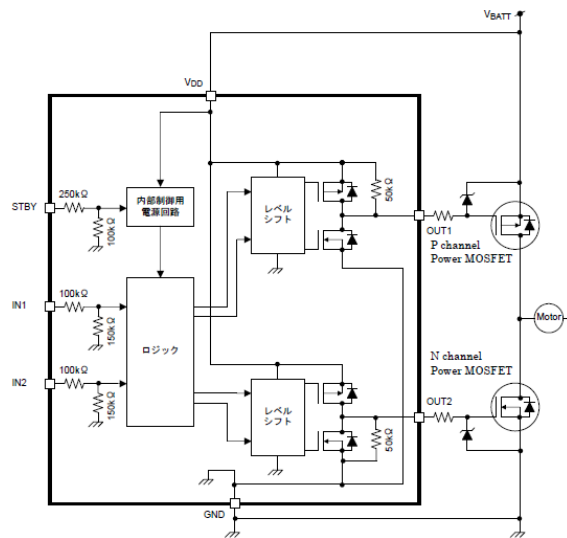 VBATT
VDD
250kΩ
STBY
100kΩ
内部制御用
電源回路
レベル
シフト
50kΩ
OUT1
P channel
Power MOSFET
100kΩ
IN1
150kΩ
ロジック
Motor
100kΩ
IN2
150kΩ
N channel
Power MOSFET
レベル
シフト
50kΩ
OUT2
GND